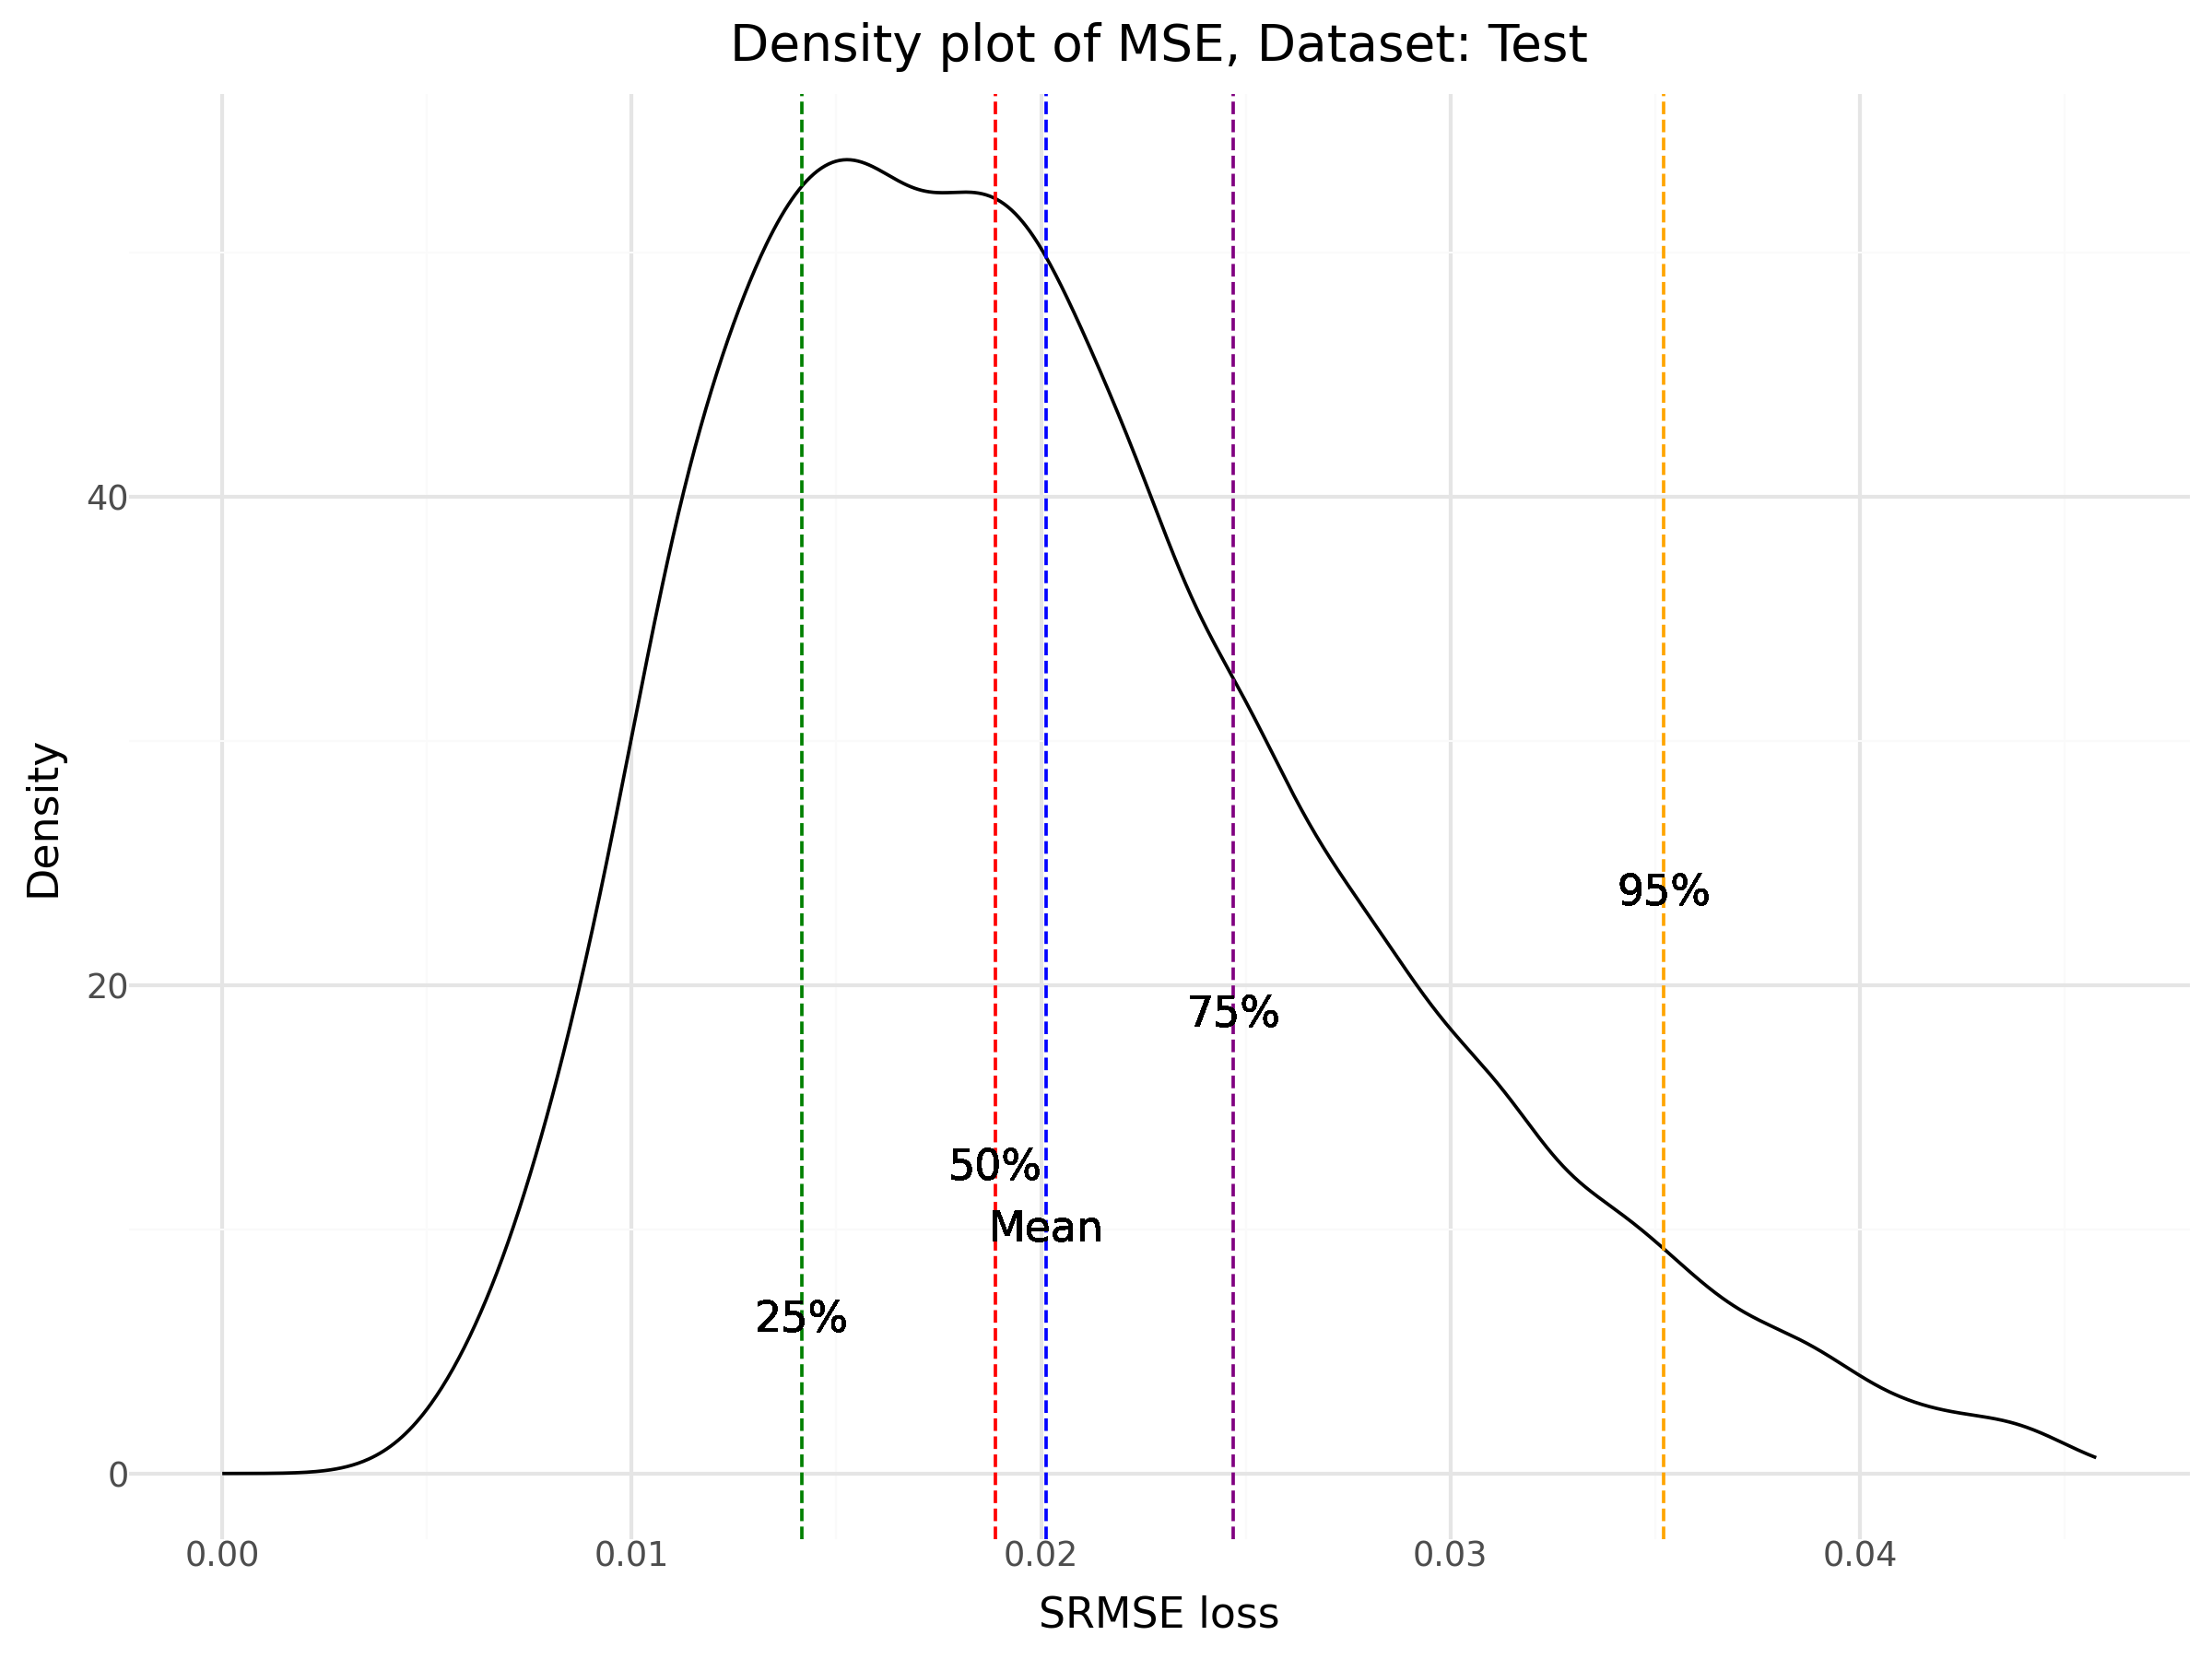 Density plot of MSE, Dataset: Test
Density
40
20
0
95%
75%
50%
Mean
25%
0.00 0.01 0.02 0.03 0.04
SRMSE loss